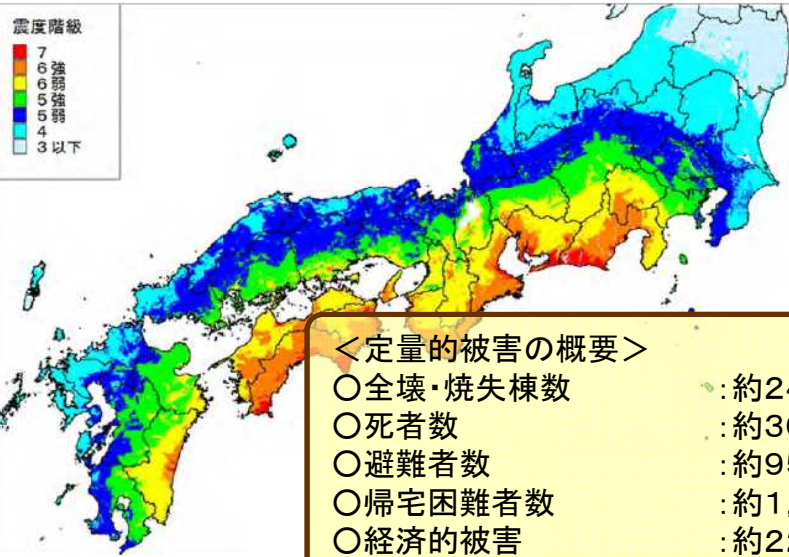 震度階級
7
6強
6弱
5強
5弱
4
3以下
＜定量的被害の概要＞
○全壊・焼失棟数 :約24
○死者数 :約3
○避難者数 :約95
○帰宅困難者数 :約1,
○経済的被害 :約22